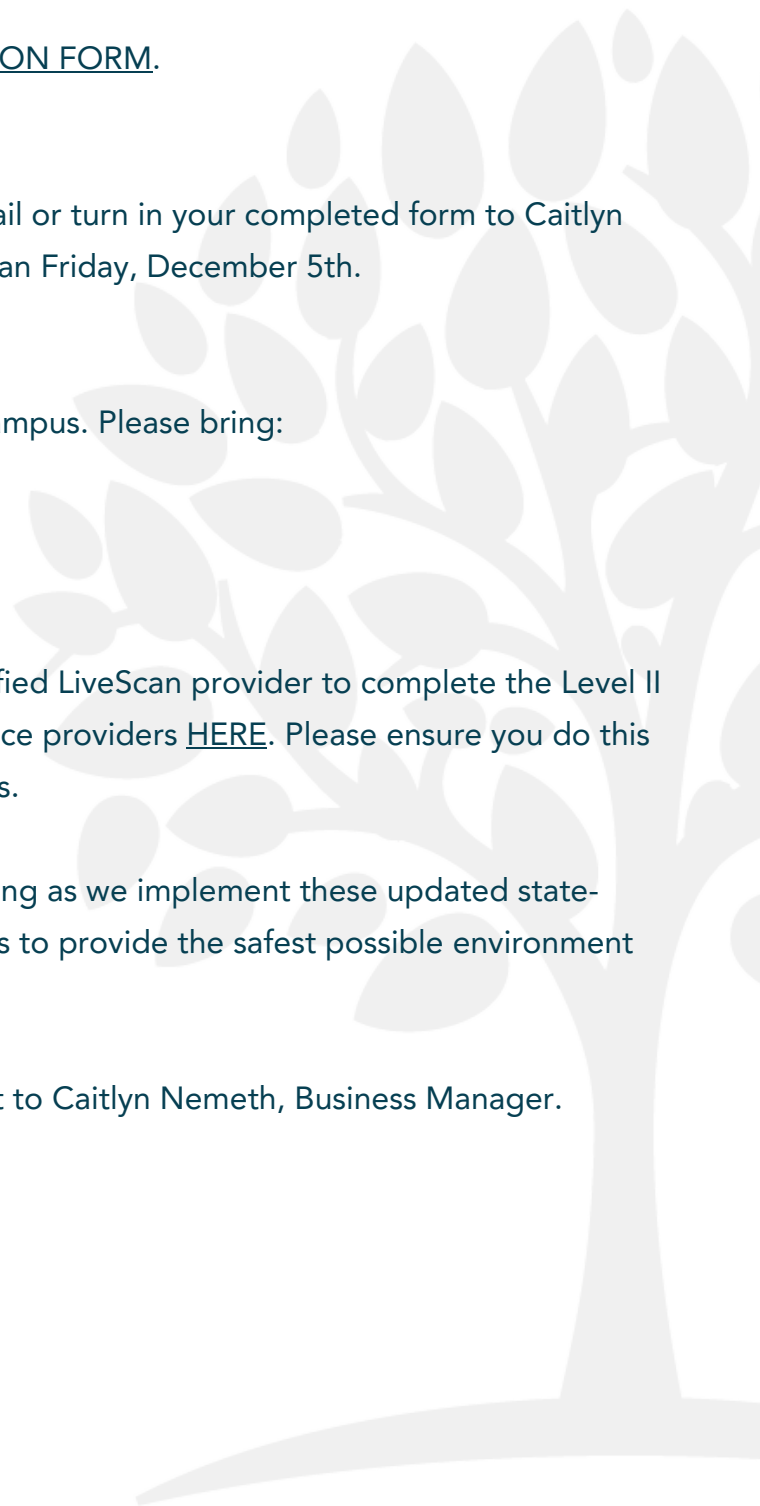 ON FORM.
ail or turn in your completed form to Caitlyn
an Friday, December 5th.
ampus. Please bring:
fied LiveScan provider to complete the Level II
ce providers HERE. Please ensure you do this
s.
ng as we implement these updated state-
s to provide the safest possible environment
t to Caitlyn Nemeth, Business Manager.